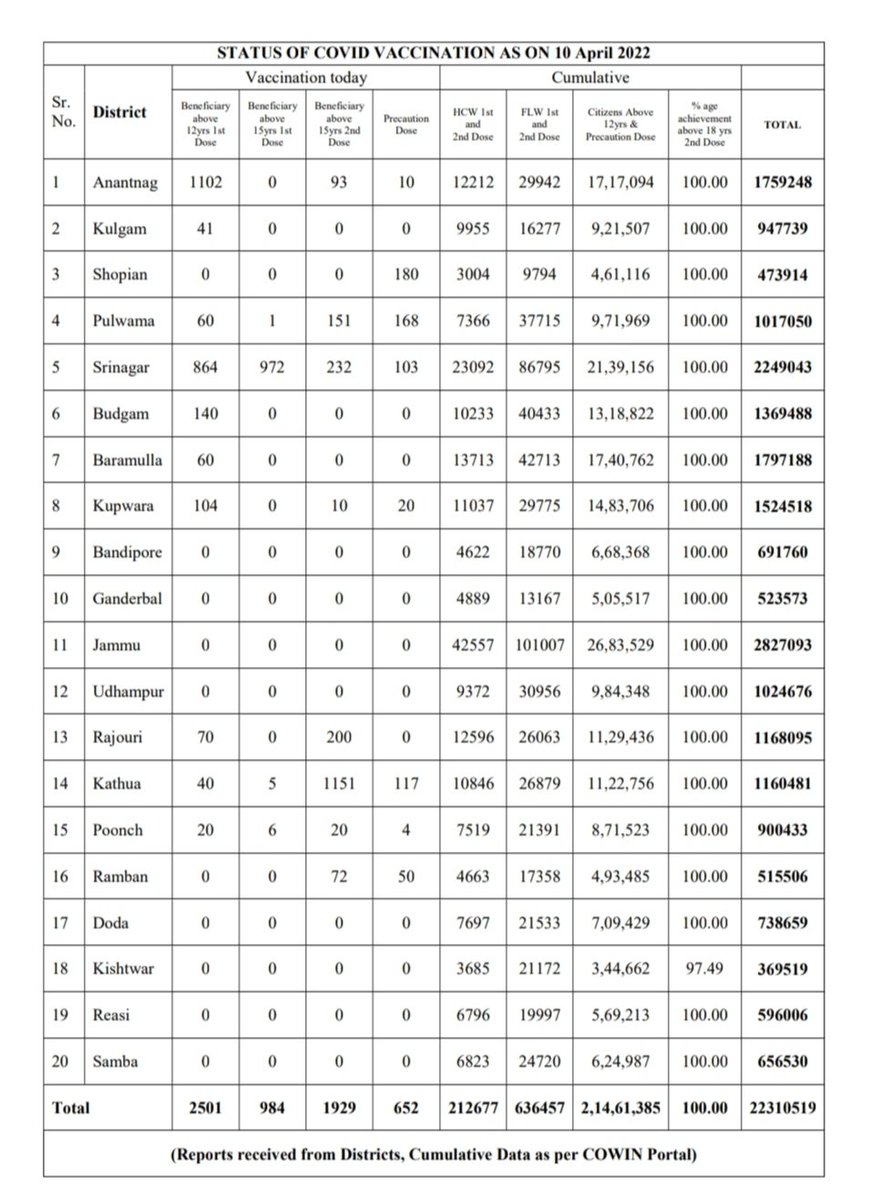 STATUS OF COVID VACCINATION AS ON 10 April 2022
Sr. No. District Vaccination today Cumulative
Beneficiary above 12yrs 1st Dose Beneficiary above 15yrs 1st Dose Beneficiary above 15yrs 2nd Dose Precaution Dose HCW 1st and 2nd Dose FLW 1st and 2nd Dose Citizens Above 12yrs & Precaution Dose % age achievement above 18 yrs 2nd Dose TOTAL
1 Anantnag 1102 0 93 10 12212 29942 17,17,094 100.00 1759248
2 Kulgam 41 0 0 0 9955 16277 9,21,507 100.00 947739
3 Shopian 0 0 0 180 3004 9794 4,61,116 100.00 473914
4 Pulwama 60 1 151 168 7366 37715 9,71,969 100.00 1017050
5 Srinagar 864 972 232 103 23092 86795 21,39,156 100.00 2249043
6 Budgam 140 0 0 0 10233 40433 13,18,822 100.00 1369488
7 Baramulla 60 0 0 0 13713 42713 17,40,762 100.00 1797188
8 Kupwara 104 0 10 20 11037 29775 14,83,706 100.00 1524518
9 Bandipore 0 0 0 0 4622 18770 6,68,368 100.00 691760
10 Ganderbal 0 0 0 0 4889 13167 5,05,517 100.00 523573
11 Jammu 0 0 0 0 42557 101007 26,83,529 100.00 2827093
12 Udhampur 0 0 0 0 9372 30956 9,84,348 100.00 1024676
13 Rajouri 70 0 200 0 12596 26063 11,29,436 100.00 1168095
14 Kathua 40 5 1151 117 10846 26879 11,22,756 100.00 1160481
15 Poonch 20 6 20 4 7519 21391 8,71,523 100.00 900433
16 Ramban 0 0 72 50 4663 17358 4,93,485 100.00 515506
17 Doda 0 0 0 0 7697 21533 7,09,429 100.00 738659
18 Kishtwar 0 0 0 0 3685 21172 3,44,662 97.49 369519
19 Reasi 0 0 0 0 6796 19997 5,69,213 100.00 596006
20 Samba 0 0 0 0 6823 24720 6,24,987 100.00 656530
Total 2501 984 1929 652 212677 636457 2,14,61,385 100.00 22310519
(Reports received from Districts, Cumulative Data as per COWIN Portal)